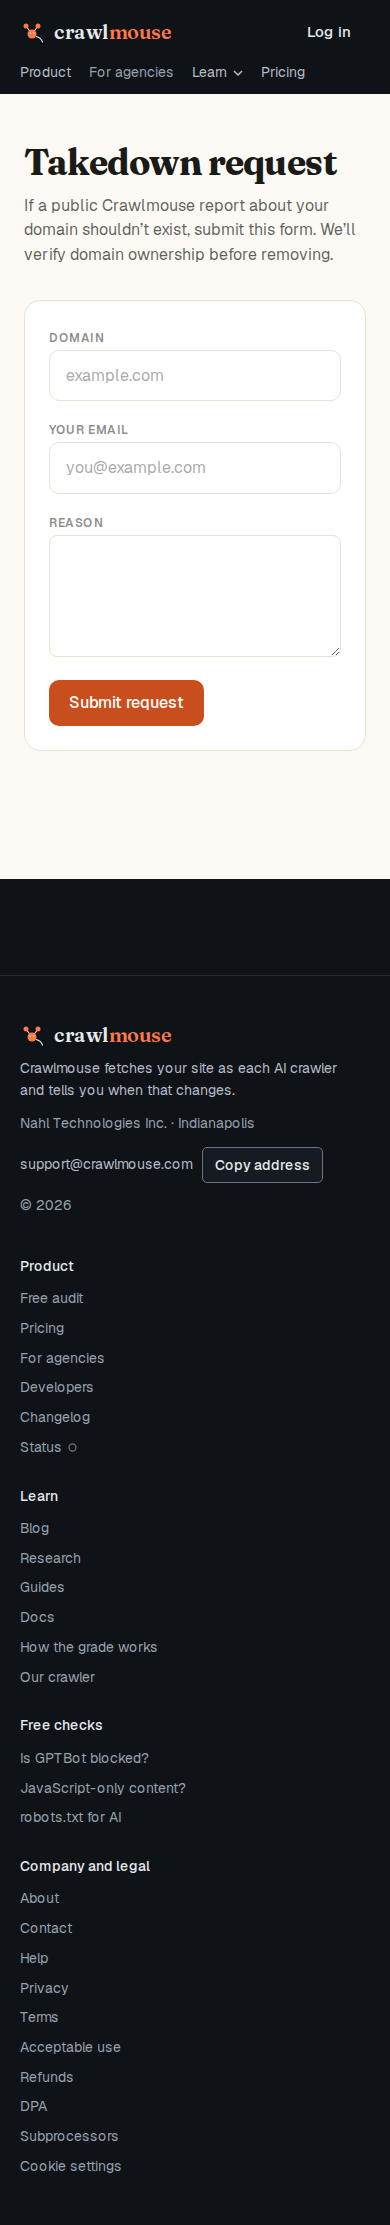 crawlmouse
Log in
Product For agencies Learn Pricing
Takedown request
If a public Crawlmouse report about your
domain shouldn’t exist, submit this form. We’ll
verify domain ownership before removing.
DOMAIN
example.com
YOUR EMAIL
you@example.com
REASON
Submit request
crawlmouse
Crawlmouse fetches your site as each AI crawler
and tells you when that changes.
Nahl Technologies Inc. · Indianapolis
support@crawlmouse.com Copy address
© 2026
Product
Free audit
Pricing
For agencies
Developers
Changelog
Status
Learn
Blog
Research
Guides
Docs
How the grade works
Our crawler
Free checks
Is GPTBot blocked?
JavaScript-only content?
robots.txt for AI
Company and legal
About
Contact
Help
Privacy
Terms
Acceptable use
Refunds
DPA
Subprocessors
Cookie settings